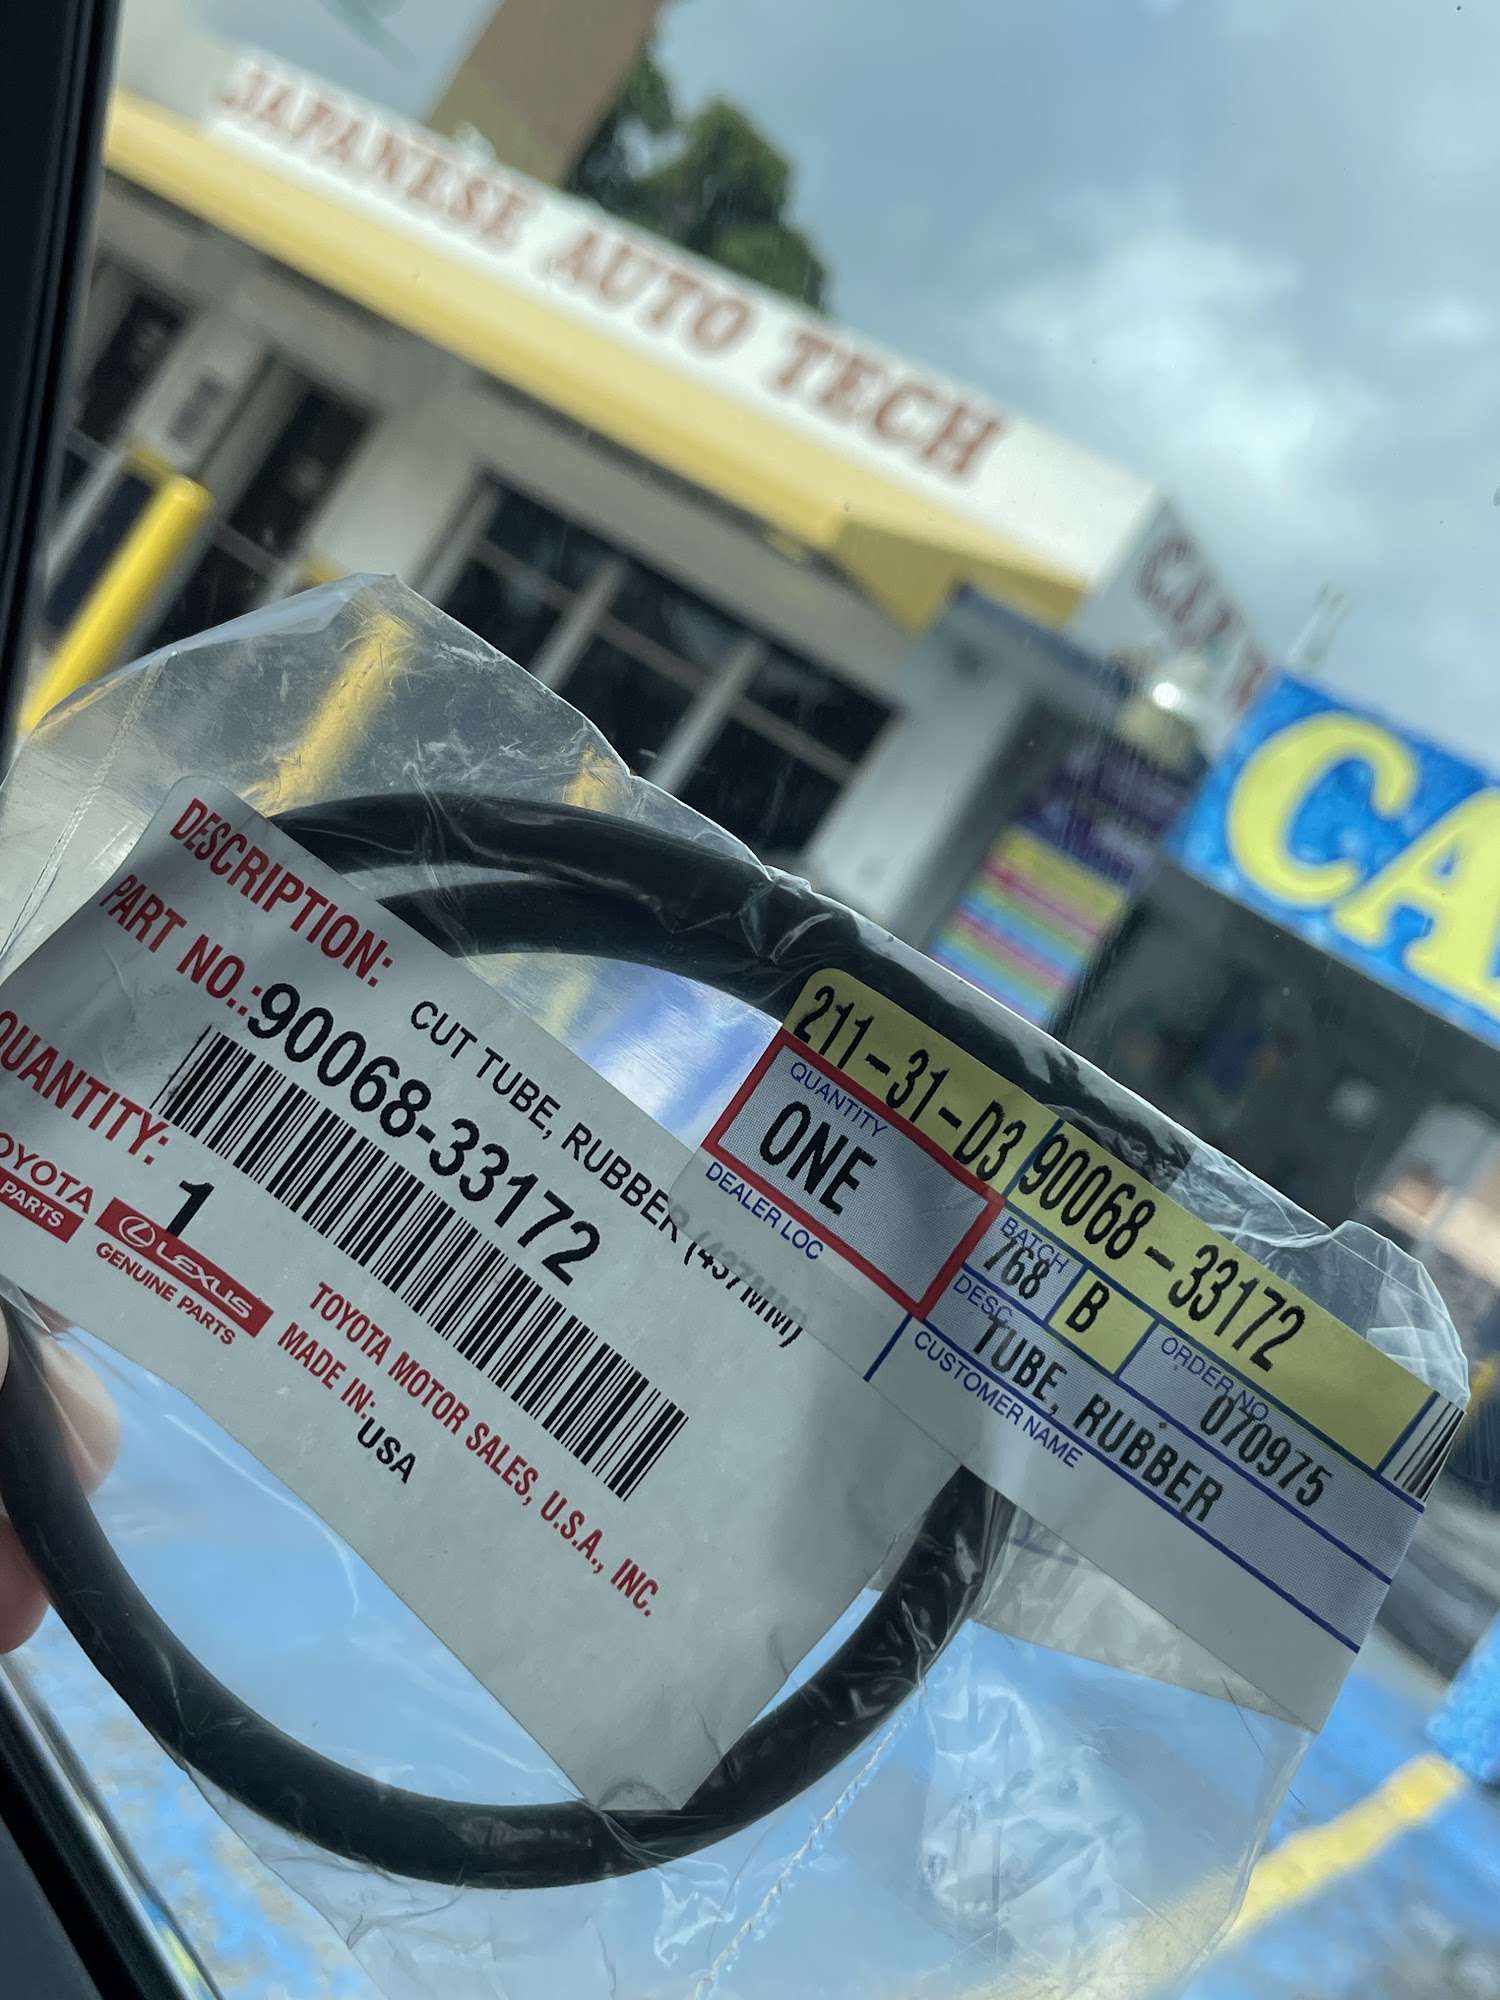 JAPANESE AUTO TECH
CA
DESCRIPTION:
CUT TUBE, RUBBER (437MM)
PART NO.:90068-33172
QUANTITY:
1
TOYOTA
PARTS
LEXUS
GENUINE PARTS
TOYOTA MOTOR SALES, U.S.A., INC.
MADE IN:USA
211-31-D3 90068-33172
QUANTITY
ONE
BATCH
768 B
ORDER NO
070975
DEALER LOC
DESC
TUBE, RUBBER
CUSTOMER NAME